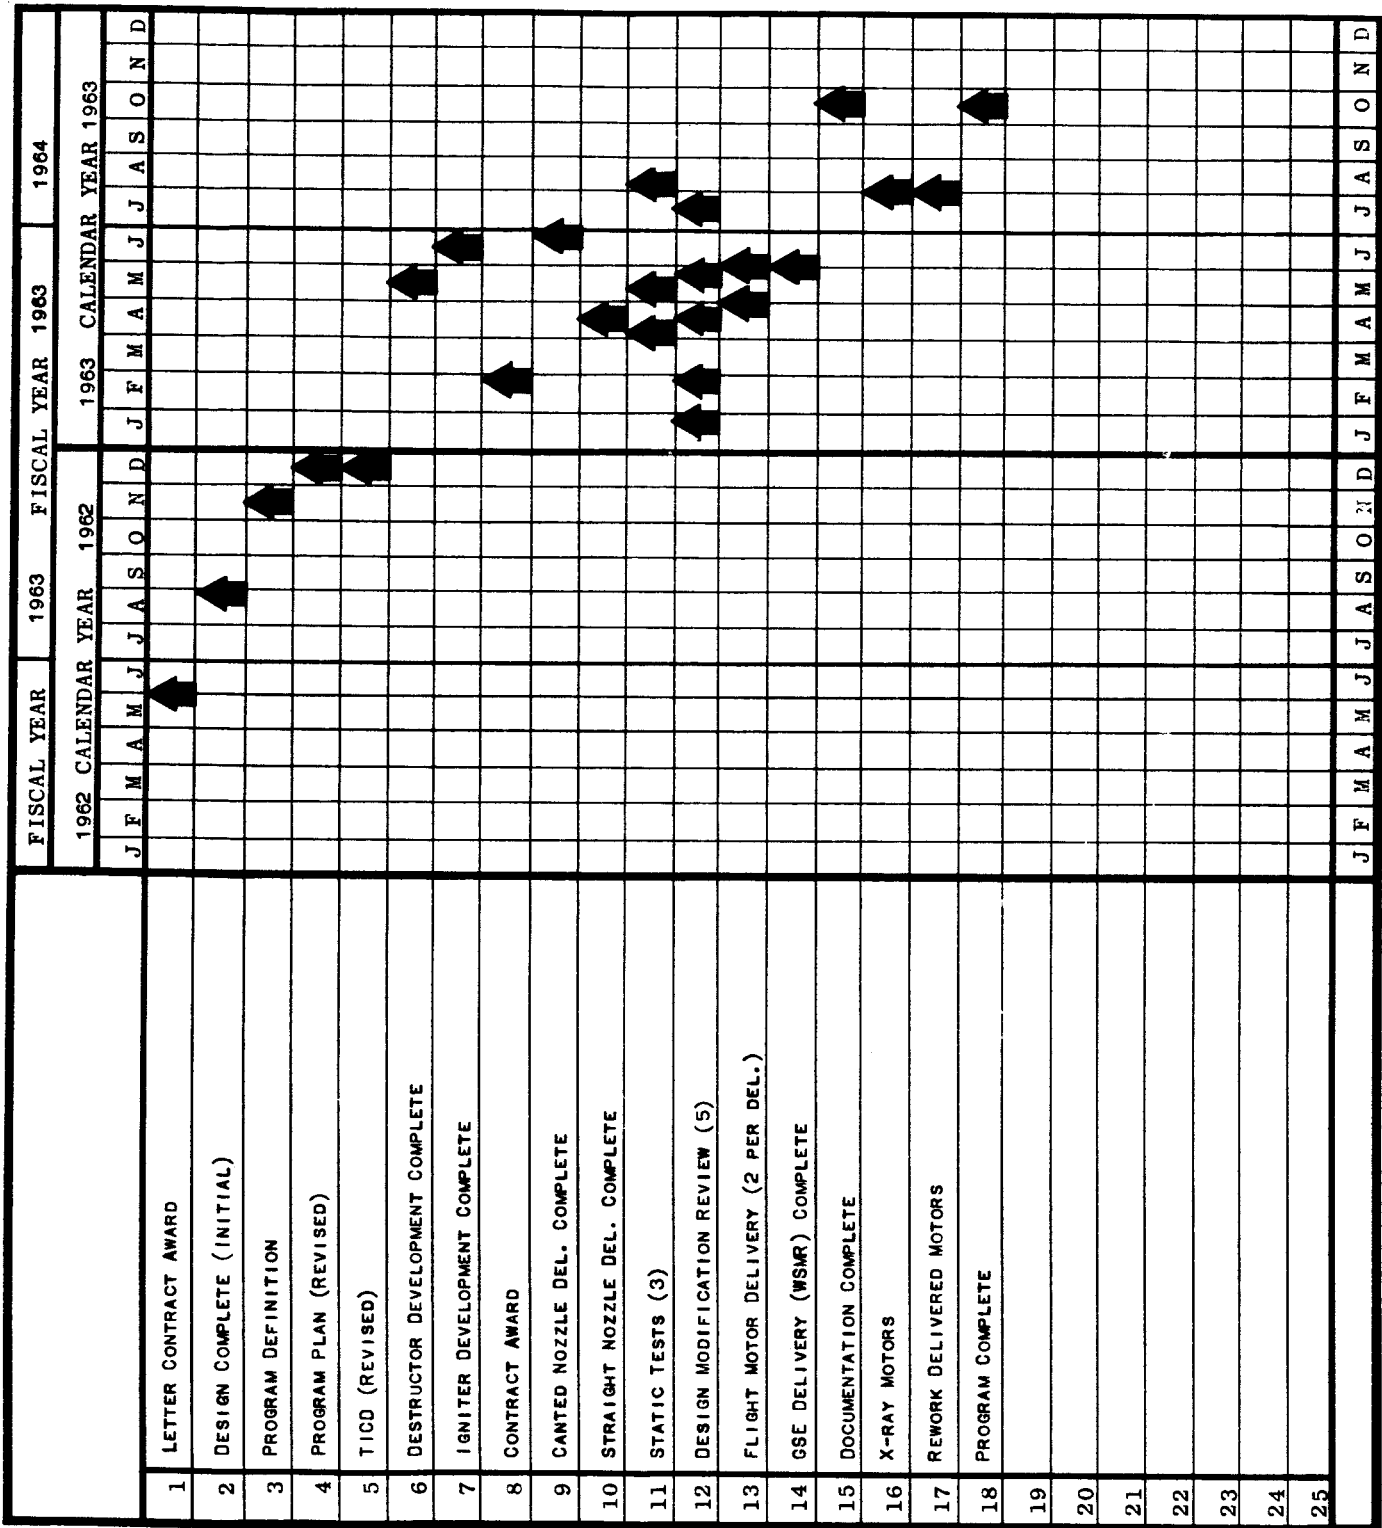 FISCAL YEAR 1963 FISCAL YEAR 1963 1964
1962 CALENDAR YEAR 1962 1963 CALENDAR YEAR 1963
J F M A M J J A S O N D J F M A M J J A S O N D
1 LETTER CONTRACT AWARD
2 DESIGN COMPLETE (INITIAL)
3 PROGRAM DEFINITION
4 PROGRAM PLAN (REVISED)
5 TICD (REVISED)
6 DESTRUCTOR DEVELOPMENT COMPLETE
7 IGNITER DEVELOPMENT COMPLETE
8 CONTRACT AWARD
9 CANTED NOZZLE DEL. COMPLETE
10 STRAIGHT NOZZLE DEL. COMPLETE
11 STATIC TESTS (3)
12 DESIGN MODIFICATION REVIEW (5)
13 FLIGHT MOTOR DELIVERY (2 PER DEL.)
14 GSE DELIVERY (WSMR) COMPLETE
15 DOCUMENTATION COMPLETE
16 X-RAY MOTORS
17 REWORK DELIVERED MOTORS
18 PROGRAM COMPLETE
19
20
21
22
23
24
25
J F M A M J J A S O N D J F M A M J J A S O N D